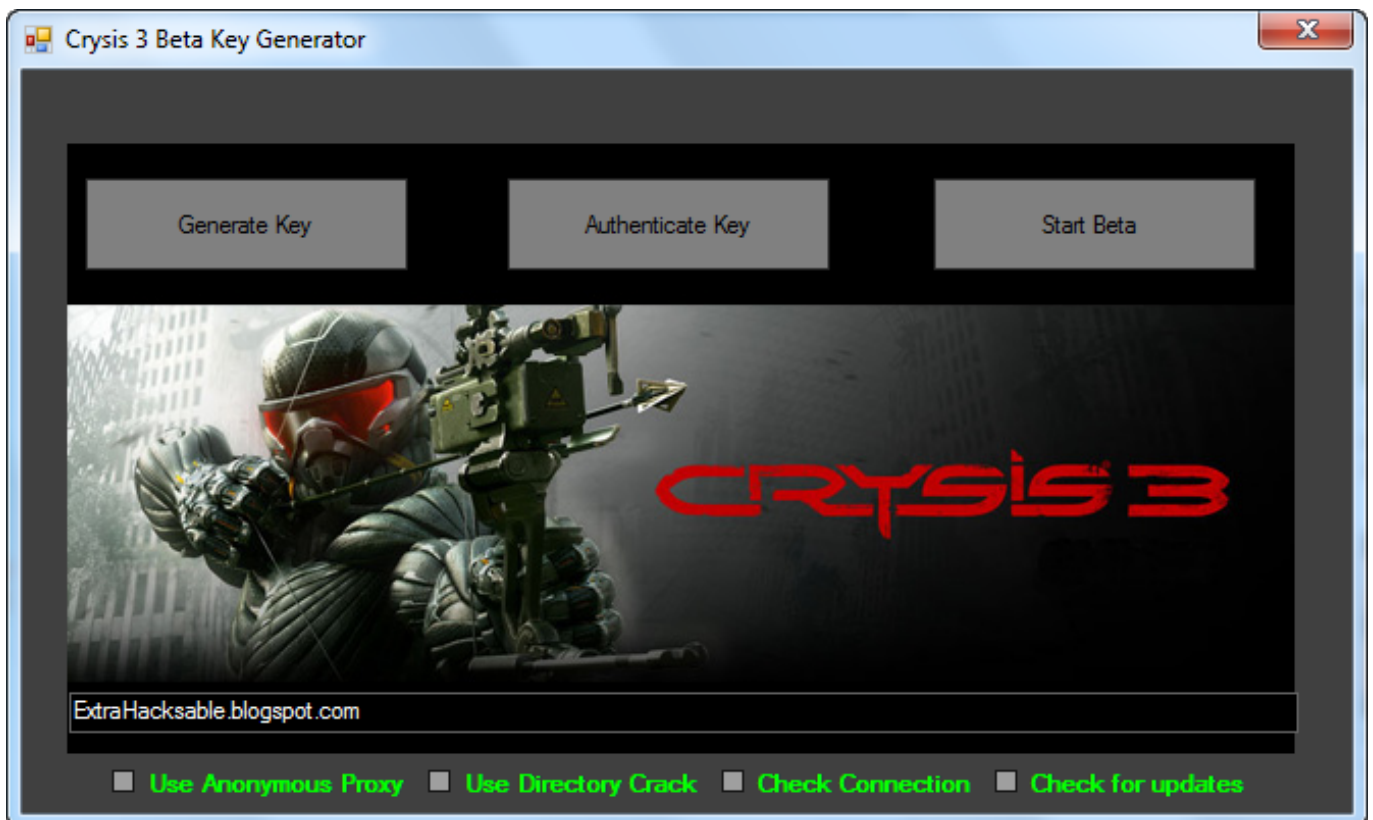 Crysis 3 Beta Key Generator
Generate Key Authenticate Key Start Beta
CRYSIS 3
ExtraHacksable.blogspot.com
Use Anonymous Proxy Use Directory Crack Check Connection Check for updates